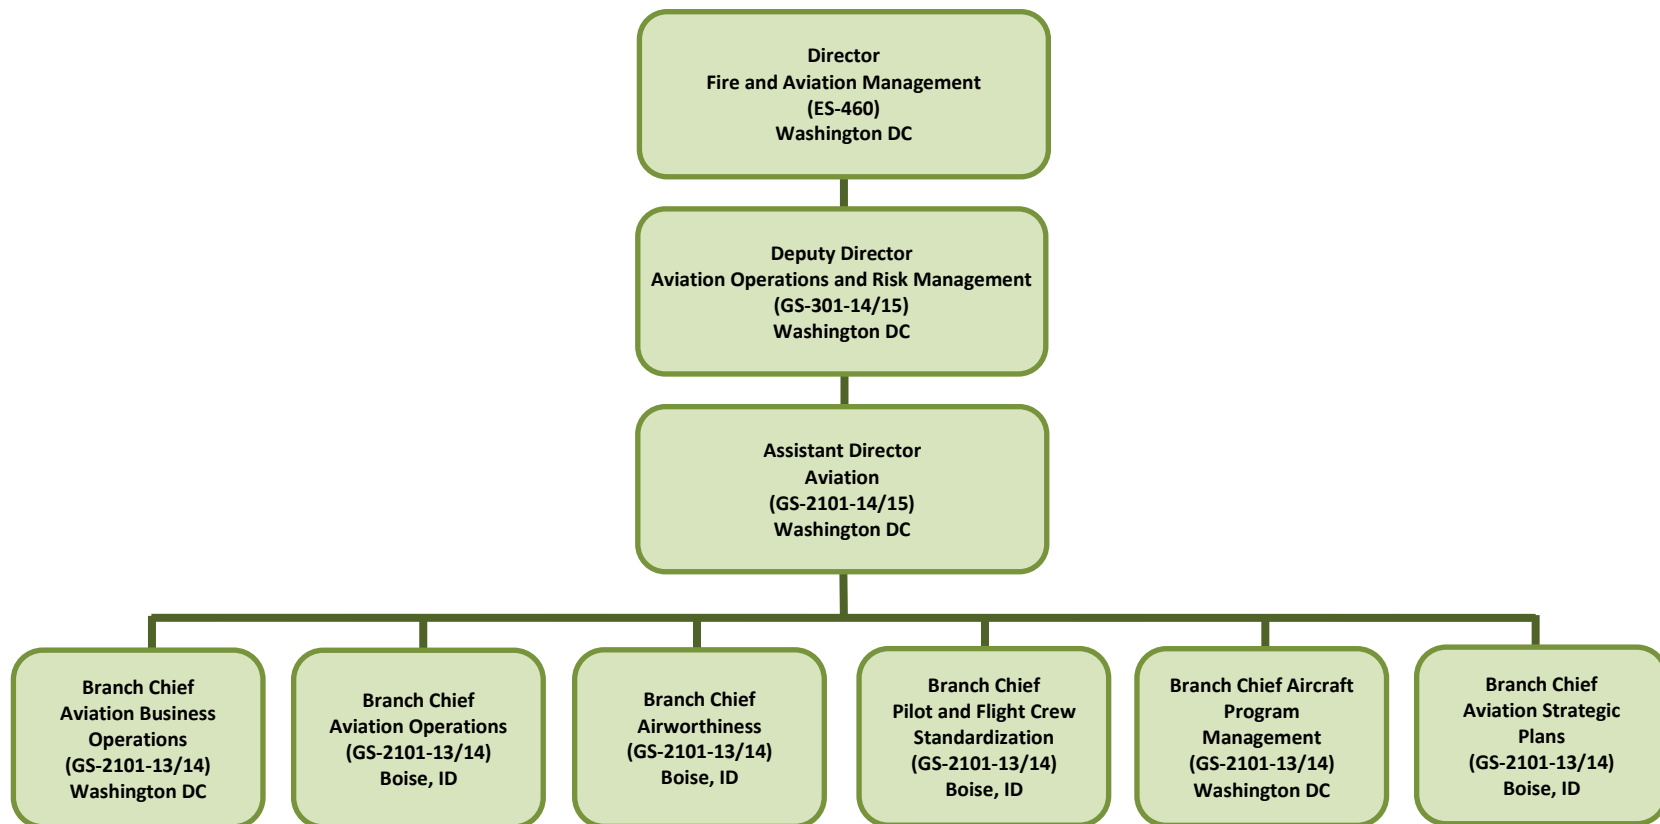 Director
Fire and Aviation Management
(ES-460)
Washington DC
Deputy Director
Aviation Operations and Risk Management
(GS-301-14/15)
Washington DC
Assistant Director
Aviation
(GS-2101-14/15)
Washington DC
Branch Chief
Aviation Business
Operations
(GS-2101-13/14)
Washington DC
Branch Chief
Aviation Operations
(GS-2101-13/14)
Boise, ID
Branch Chief
Airworthiness
(GS-2101-13/14)
Boise, ID
Branch Chief
Pilot and Flight Crew
Standardization
(GS-2101-13/14)
Boise, ID
Branch Chief Aircraft
Program
Management
(GS-2101-13/14)
Washington DC
Branch Chief
Aviation Strategic
Plans
(GS-2101-13/14)
Boise, ID